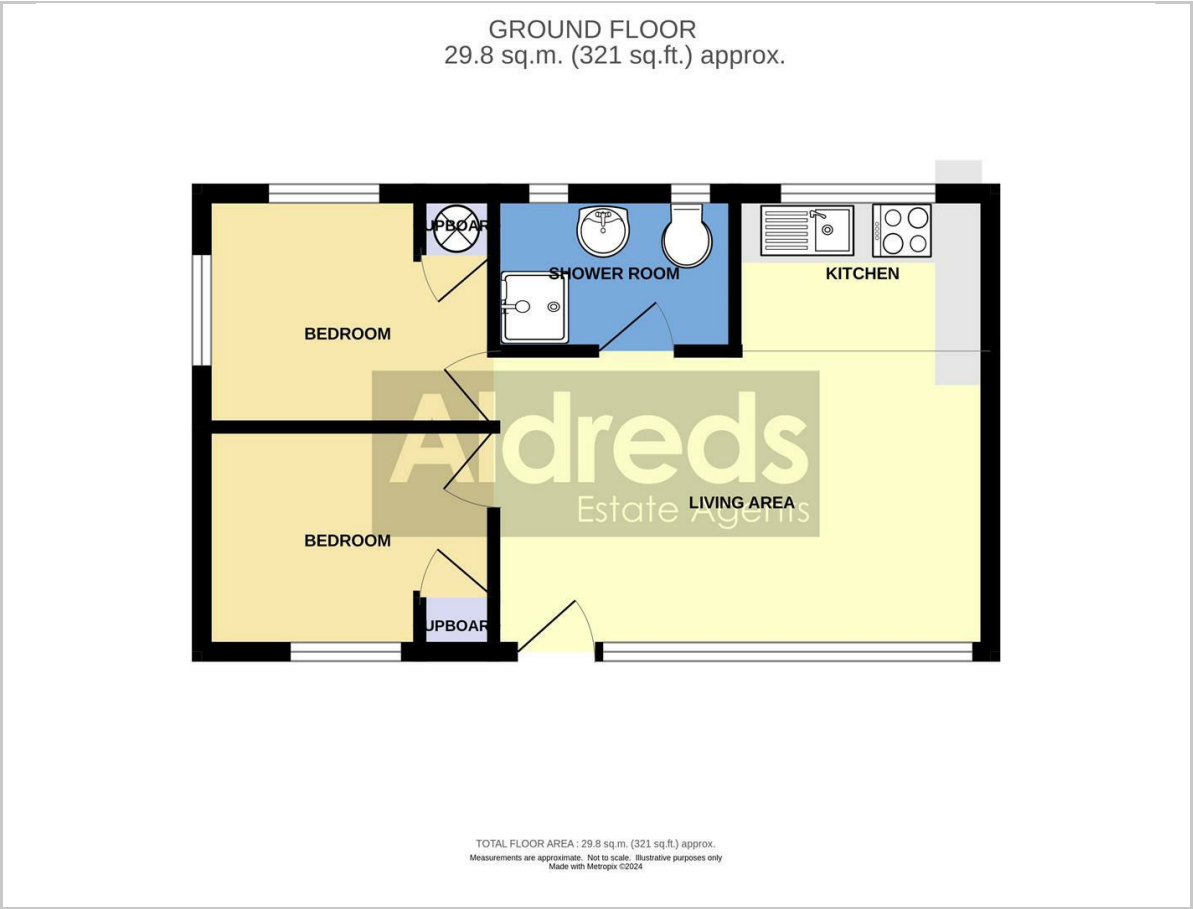 GROUND FLOOR
29.8 sq.m. (321 sq.ft.) approx.
UPBOAR
SHOWER ROOM
KITCHEN
BEDROOM
Aldreds
Estate Agents
LIVING AREA
BEDROOM
UPBOAR
TOTAL FLOOR AREA : 29.8 sq.m. (321 sq.ft.) approx.
Measurements are approximate. Not to scale. Illustrative purposes only
Made with Metropix ©2024